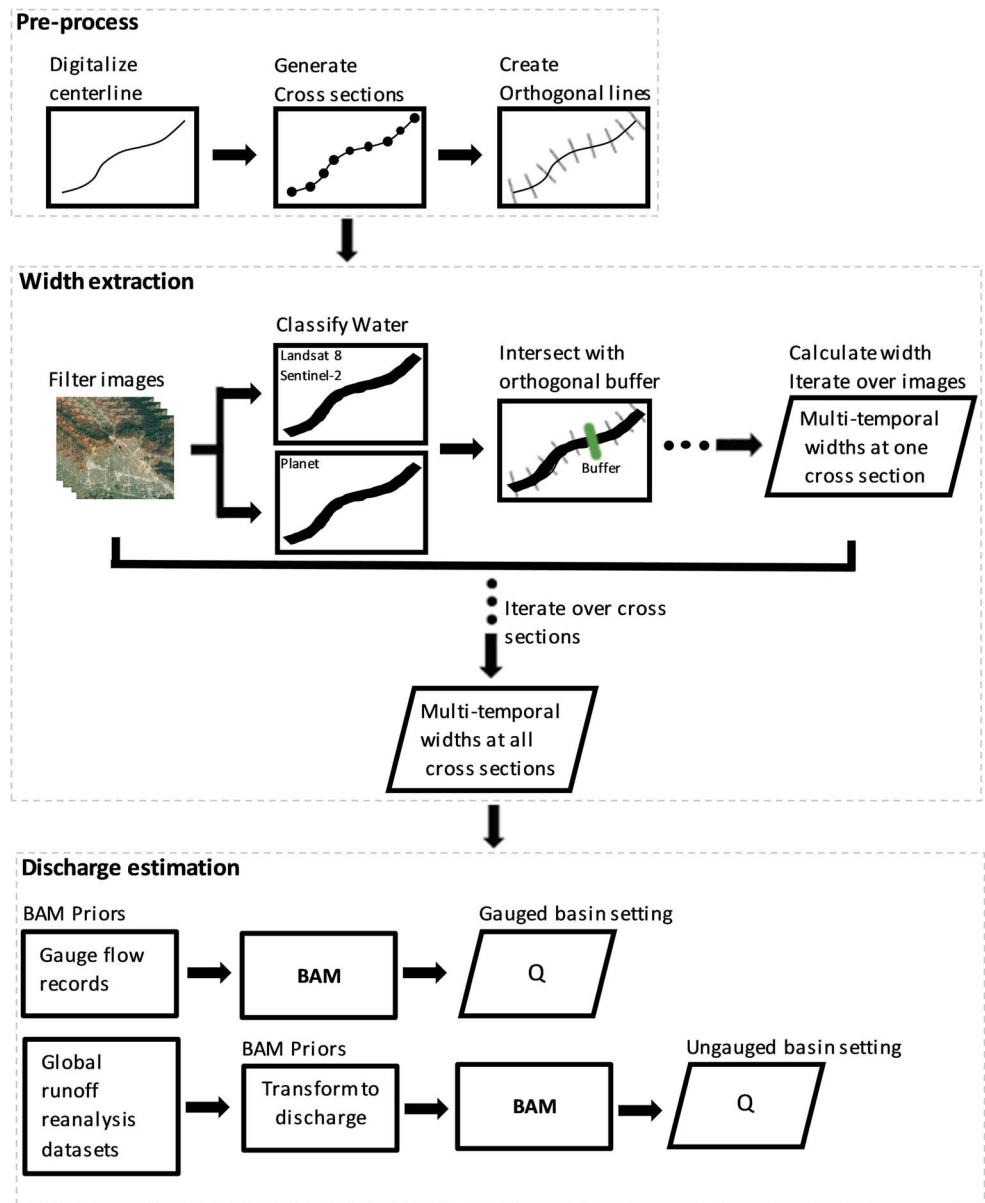 Pre-process
Digitalize
centerline
Generate
Cross sections
Create
Orthogonal lines
Width extraction
Filter images
Classify Water
Landsat 8
Sentinel-2
Planet
Intersect with
orthogonal buffer
Buffer
Calculate width
Iterate over images
Multi-temporal
widths at one
cross section
Iterate over cross
sections
Multi-temporal
widths at all
cross sections
Discharge estimation
BAM Priors
Gauge flow
records
BAM
Gauged basin setting
Q
Global
runoff
reanalysis
datasets
BAM Priors
Transform to
discharge
BAM
Ungauged basin setting
Q